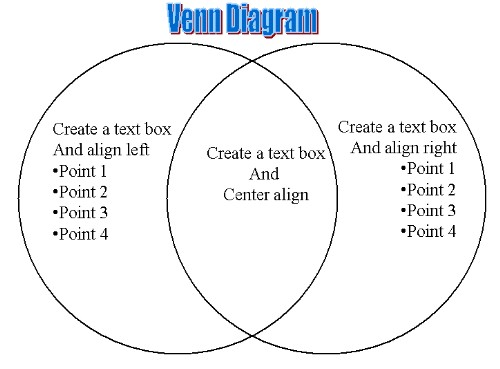 Venn Diagram
Create a text box
And align left
•Point 1
•Point 2
•Point 3
•Point 4
Create a text box
And
Center align
Create a text box
And align right
•Point 1
•Point 2
•Point 3
•Point 4